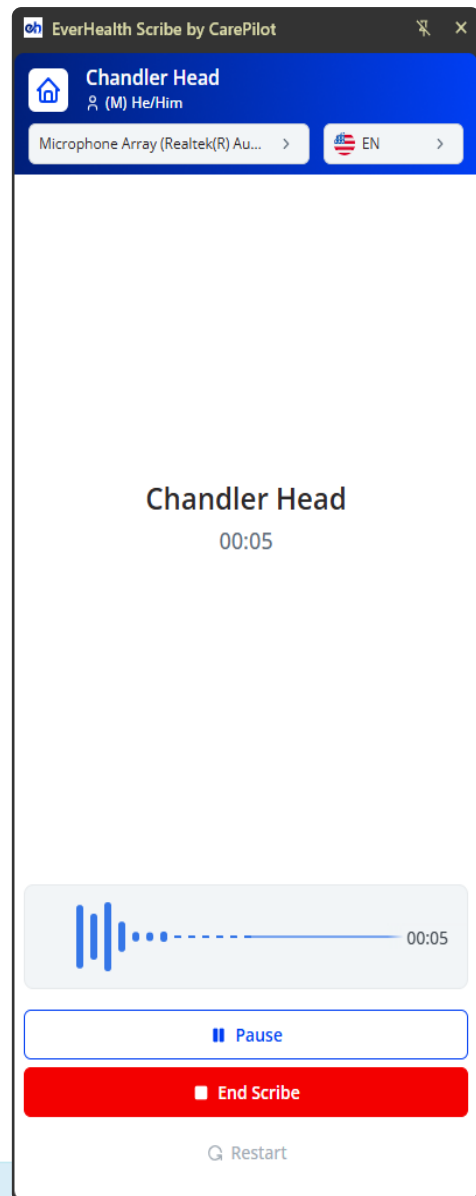 eh EverHealth Scribe by CarePilot
Chandler Head
(M) He/Him
Microphone Array (Realtek(R) Au...
EN
Chandler Head
00:05
00:05
Pause
End Scribe
Restart